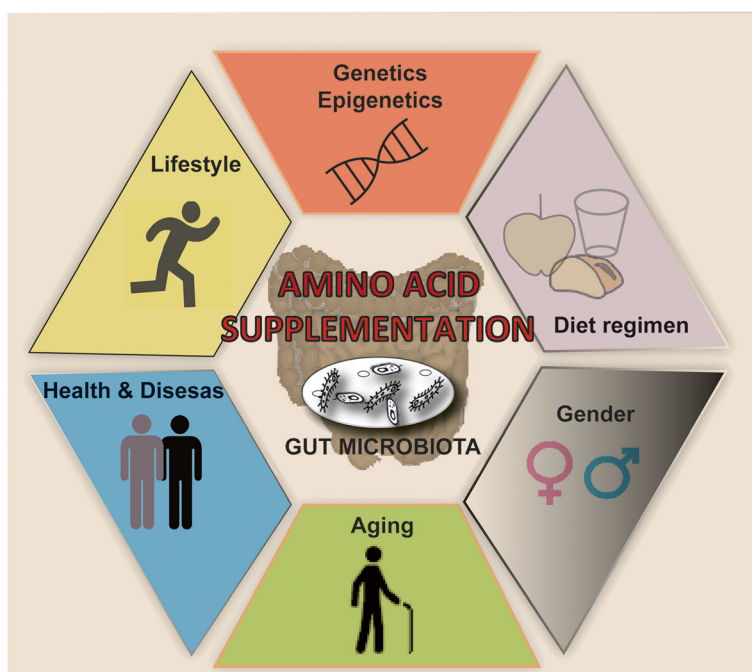 Genetics
Epigenetics
Lifestyle
Diet regimen
AMINO ACID
SUPPLEMENTATION
GUT MICROBIOTA
Health & Disesas
Gender
Aging